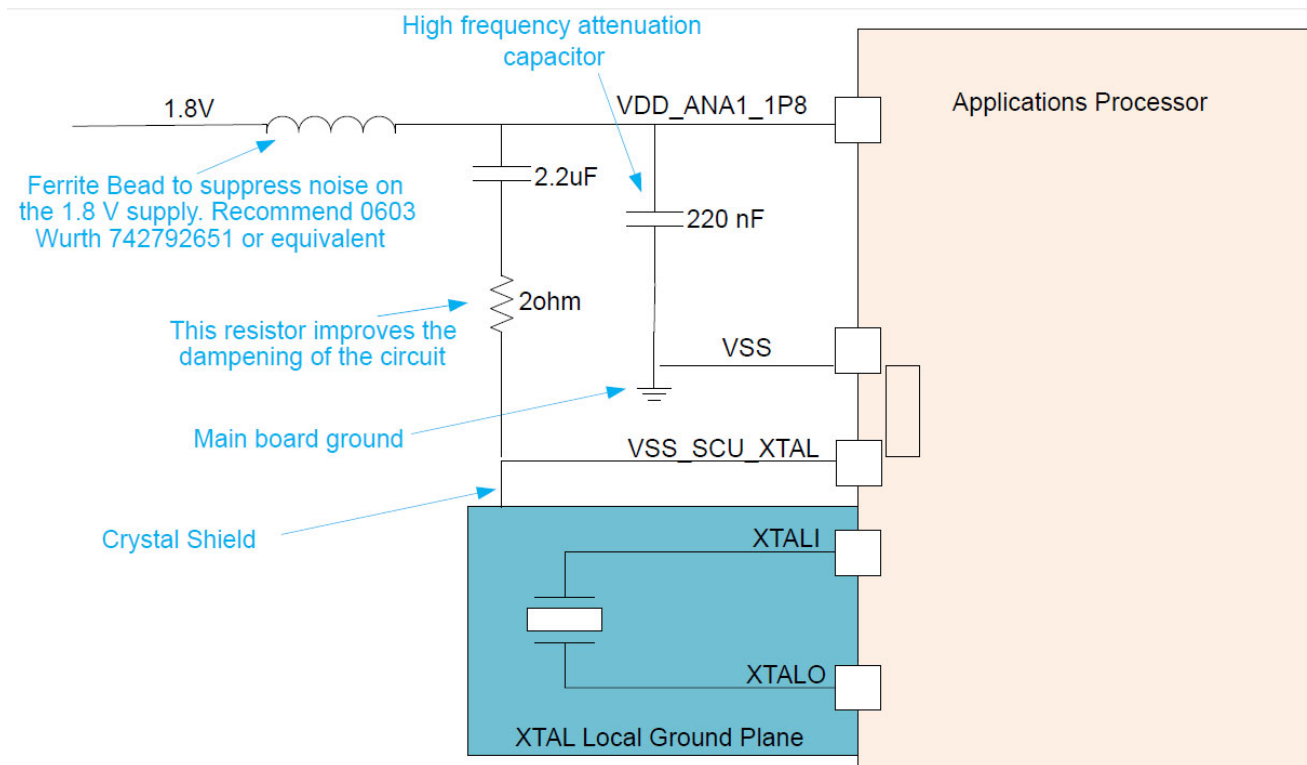 High frequency attenuation
capacitor
1.8V
VDD_ANA1_1P8
Applications Processor
Ferrite Bead to suppress noise on
the 1.8 V supply. Recommend 0603
Wurth 742792651 or equivalent
2.2uF
220 nF
2ohm
This resistor improves the
dampening of the circuit
VSS
Main board ground
VSS_SCU_XTAL
Crystal Shield
XTALI
XTALO
XTAL Local Ground Plane